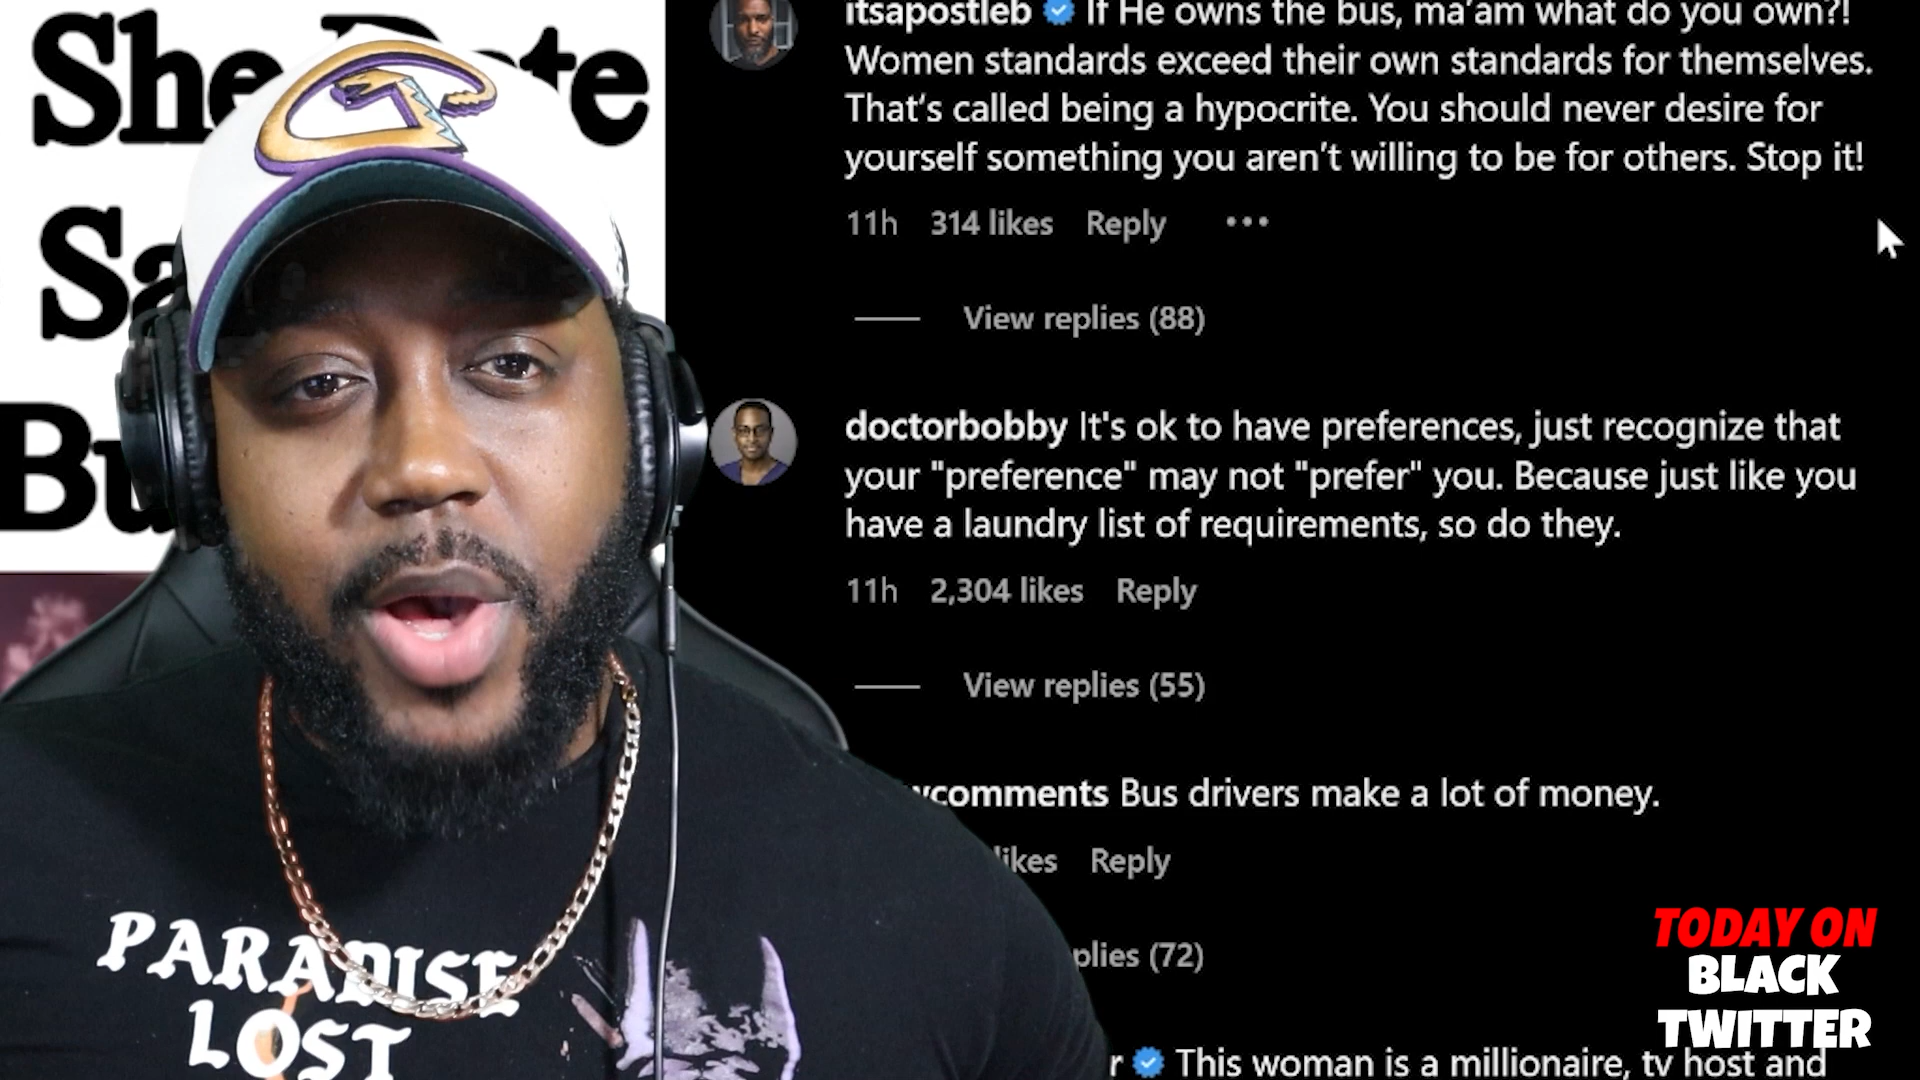 She
Sa
Bu
itsapostleb If He owns the bus, ma'am what do you own?!
Women standards exceed their own standards for themselves.
That's called being a hypocrite. You should never desire for
yourself something you aren't willing to be for others. Stop it!
11h 314 likes Reply •••
View replies (88)
doctorbobby It's ok to have preferences, just recognize that
your "preference" may not "prefer" you. Because just like you
have a laundry list of requirements, so do they.
11h 2,304 likes Reply
View replies (55)
wcomments Bus drivers make a lot of money.
likes Reply
plies (72)
r This woman is a millionaire, tv host and
PARADISE
LOST
TODAY ON
BLACK
TWITTER